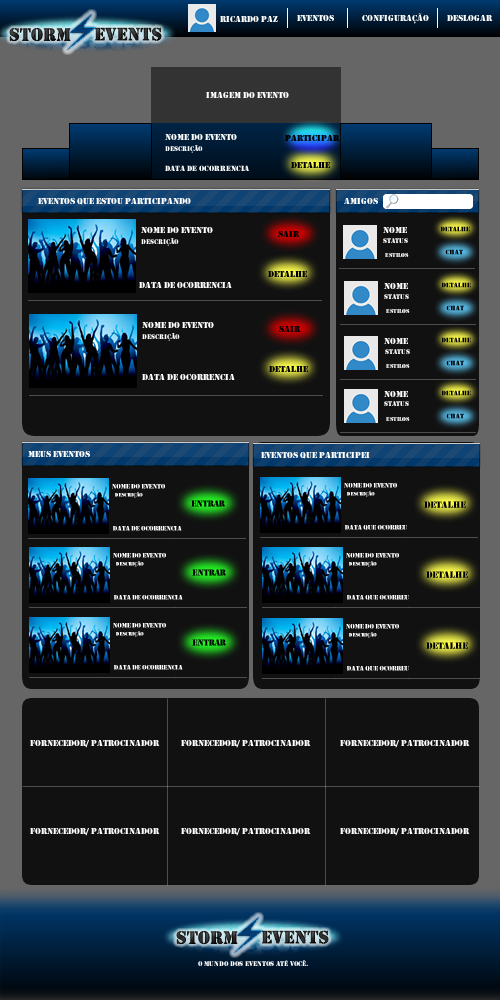 STORM EVENTS
RICARDO PAZ
EVENTOS
CONFIGURAÇÃO
DESLOGAR
IMAGEM DO EVENTO
NOME DO EVENTO
DESCRIÇÃO
DATA DE OCORRENCIA
PARTICIPAR
DETALHE
EVENTOS QUE ESTOU PARTICIPANDO
NOME DO EVENTO
DESCRIÇÃO
DATA DE OCORRENCIA
SAIR
DETALHE
NOME DO EVENTO
DESCRIÇÃO
DATA DE OCORRENCIA
SAIR
DETALHE
AMIGOS
NOME
STATUS
ESTILOS
DETALHE
CHAT
NOME
STATUS
ESTILOS
DETALHE
CHAT
NOME
STATUS
ESTILOS
DETALHE
CHAT
NOME
STATUS
ESTILOS
DETALHE
CHAT
MEUS EVENTOS
NOME DO EVENTO
DESCRIÇÃO
DATA DE OCORRENCIA
ENTRAR
NOME DO EVENTO
DESCRIÇÃO
DATA DE OCORRENCIA
ENTRAR
NOME DO EVENTO
DESCRIÇÃO
DATA DE OCORRENCIA
ENTRAR
EVENTOS QUE PARTICIPEI
NOME DO EVENTO
DESCRIÇÃO
DATA QUE OCORREU
DETALHE
NOME DO EVENTO
DESCRIÇÃO
DATA QUE OCORREU
DETALHE
NOME DO EVENTO
DESCRIÇÃO
DATA QUE OCORREU
DETALHE
FORNECEDOR/ PATROCINADOR
FORNECEDOR/ PATROCINADOR
FORNECEDOR/ PATROCINADOR
FORNECEDOR/ PATROCINADOR
FORNECEDOR/ PATROCINADOR
FORNECEDOR/ PATROCINADOR
STORM EVENTS
O MUNDO DOS EVENTOS ATÉ VOCÊ.